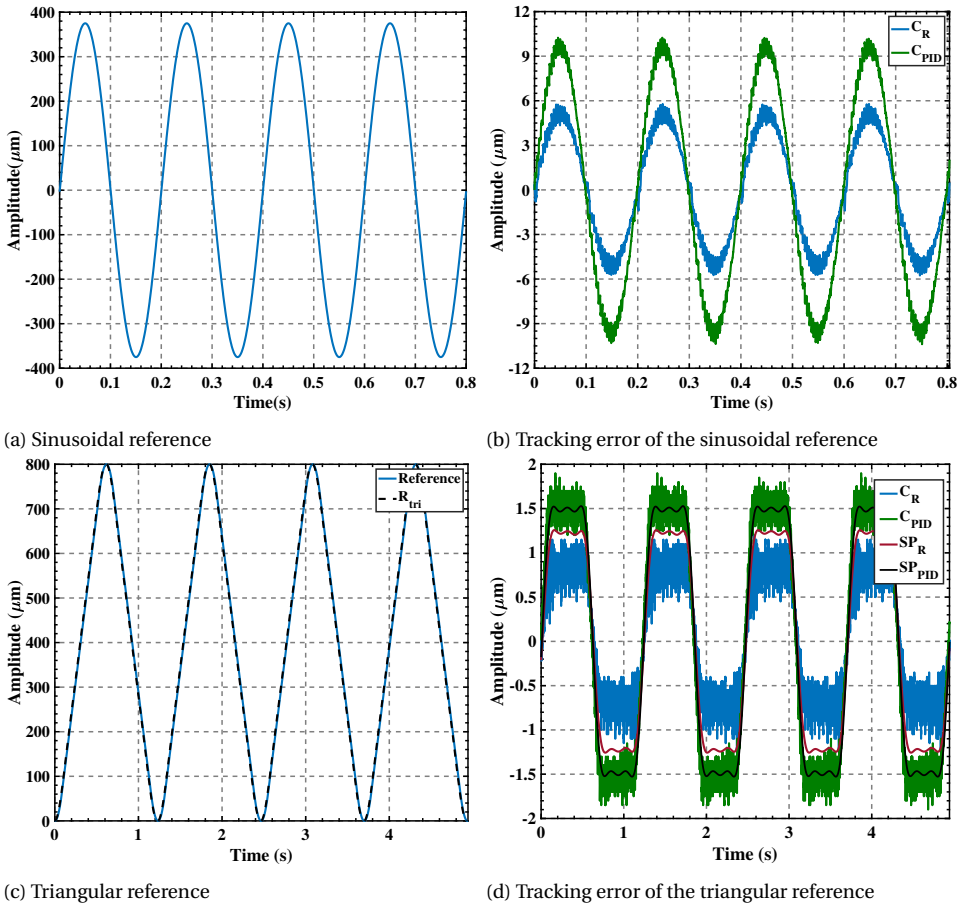 400
300
200
100
0
-100
-200
-300
-400
Amplitude(μm)
0 0.1 0.2 0.3 0.4 0.5 0.6 0.7 0.8
Time(s)
(a) Sinusoidal reference
12
9
6
3
0
-3
-6
-9
-12
Amplitude (μm)
C_R
C_PID
0 0.1 0.2 0.3 0.4 0.5 0.6 0.7 0.8
Time (s)
(b) Tracking error of the sinusoidal reference
800
700
600
500
400
300
200
100
0
Amplitude (μm)
Reference
R_tri
0 1 2 3 4
Time (s)
(c) Triangular reference
2
1.5
1
0.5
0
-0.5
-1
-1.5
-2
Amplitude (μm)
C_R
C_PID
SP_R
SP_PID
0 1 2 3 4
Time (s)
(d) Tracking error of the triangular reference